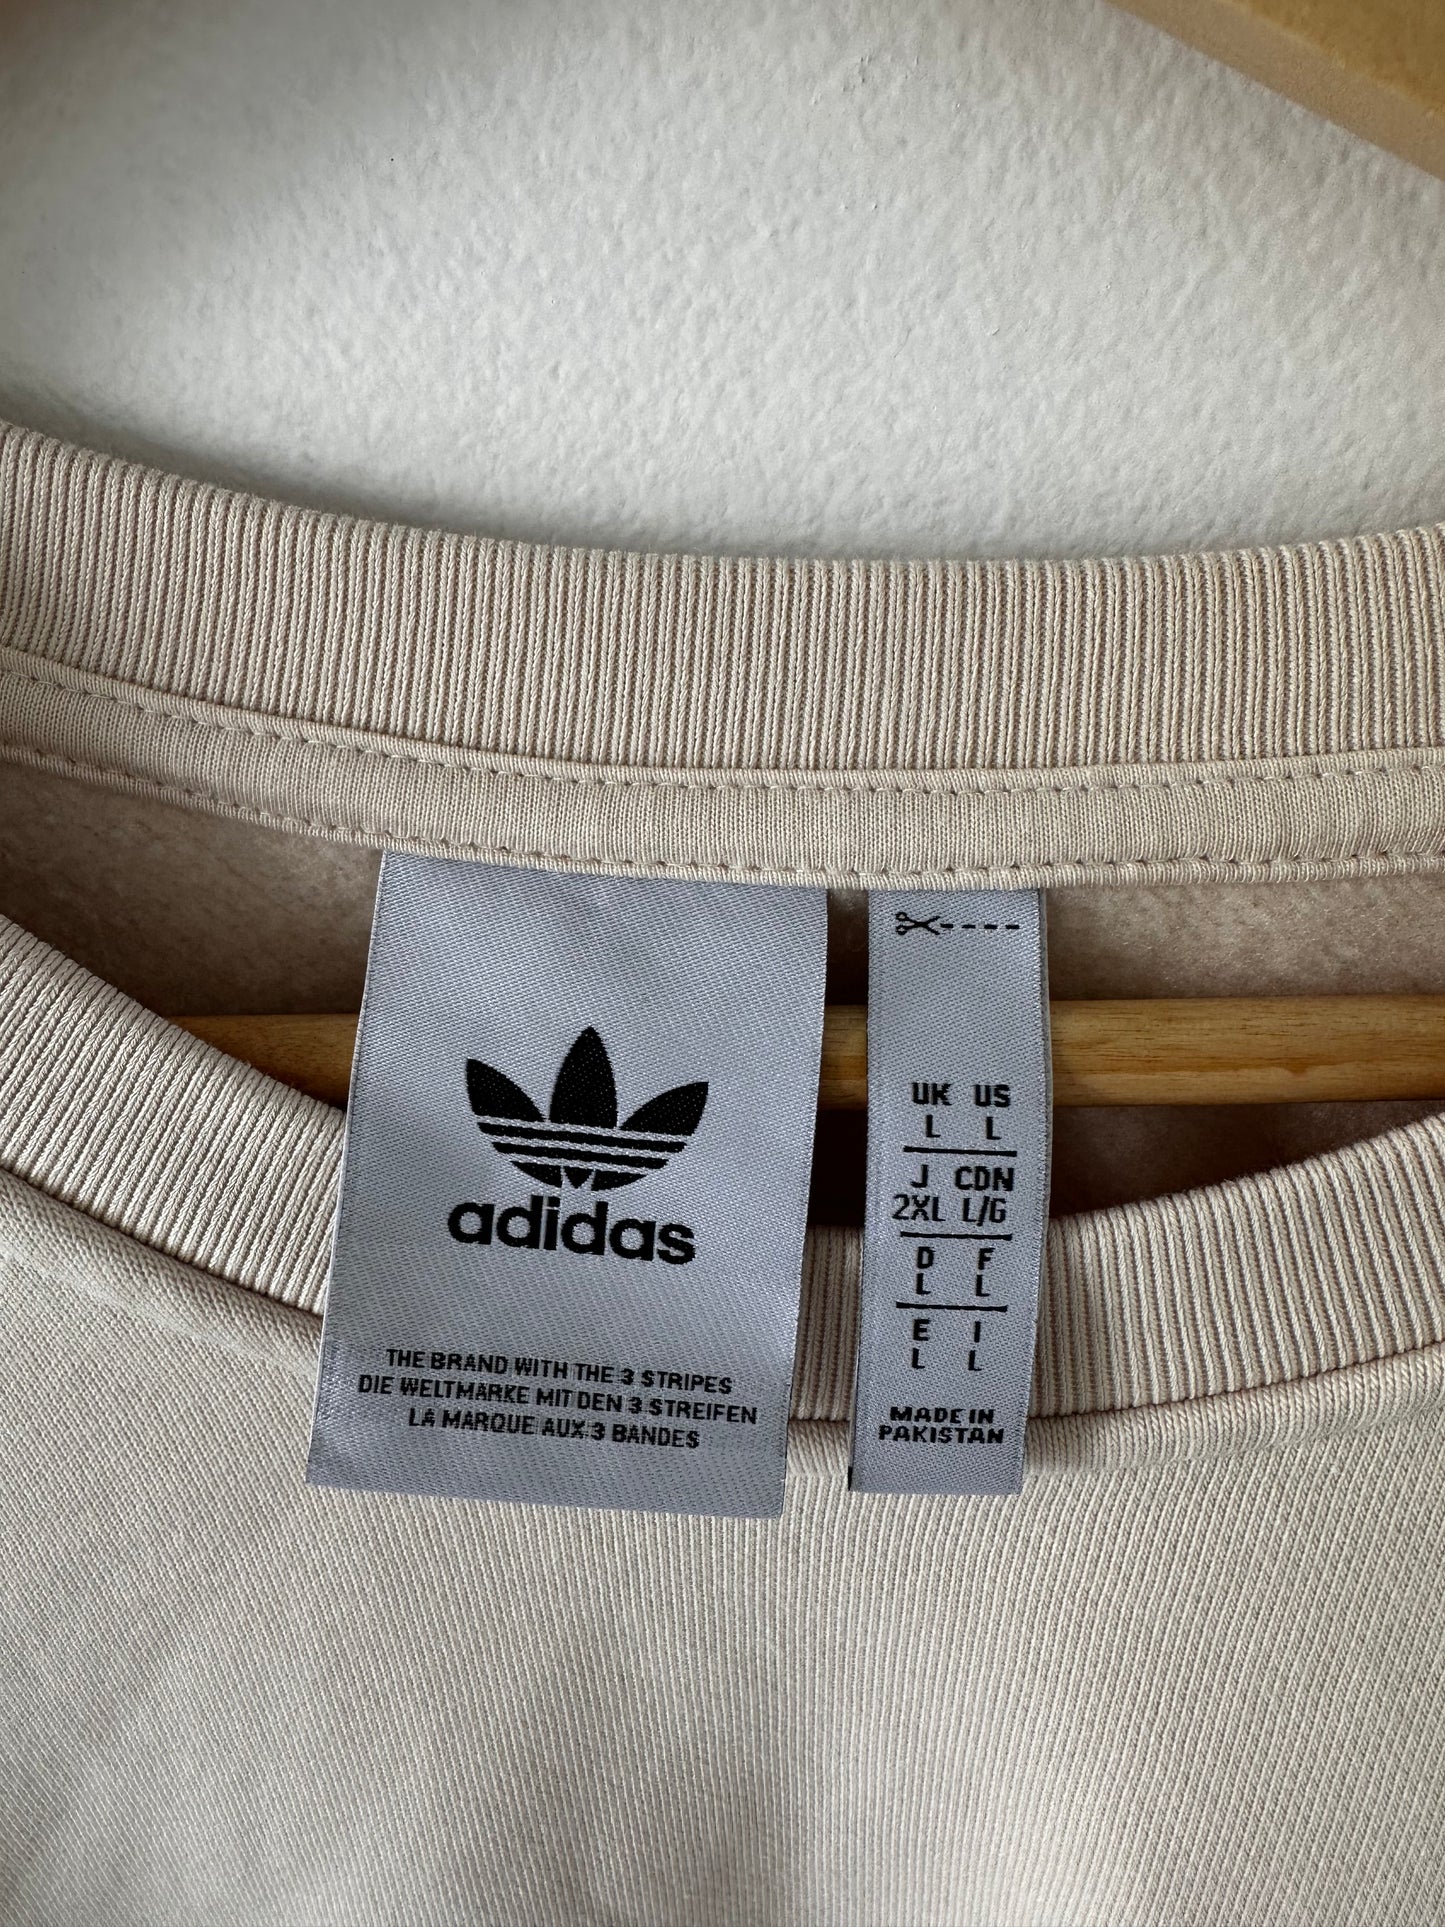 adidas
THE BRAND WITH THE 3 STRIPES
DIE WELTMARKE MIT DEN 3 STREIFEN
LA MARQUE AUX 3 BANDES
UK US
L L
J CDN
2XL L/G
D F
L L
E I
L L
MADE IN
PAKISTAN